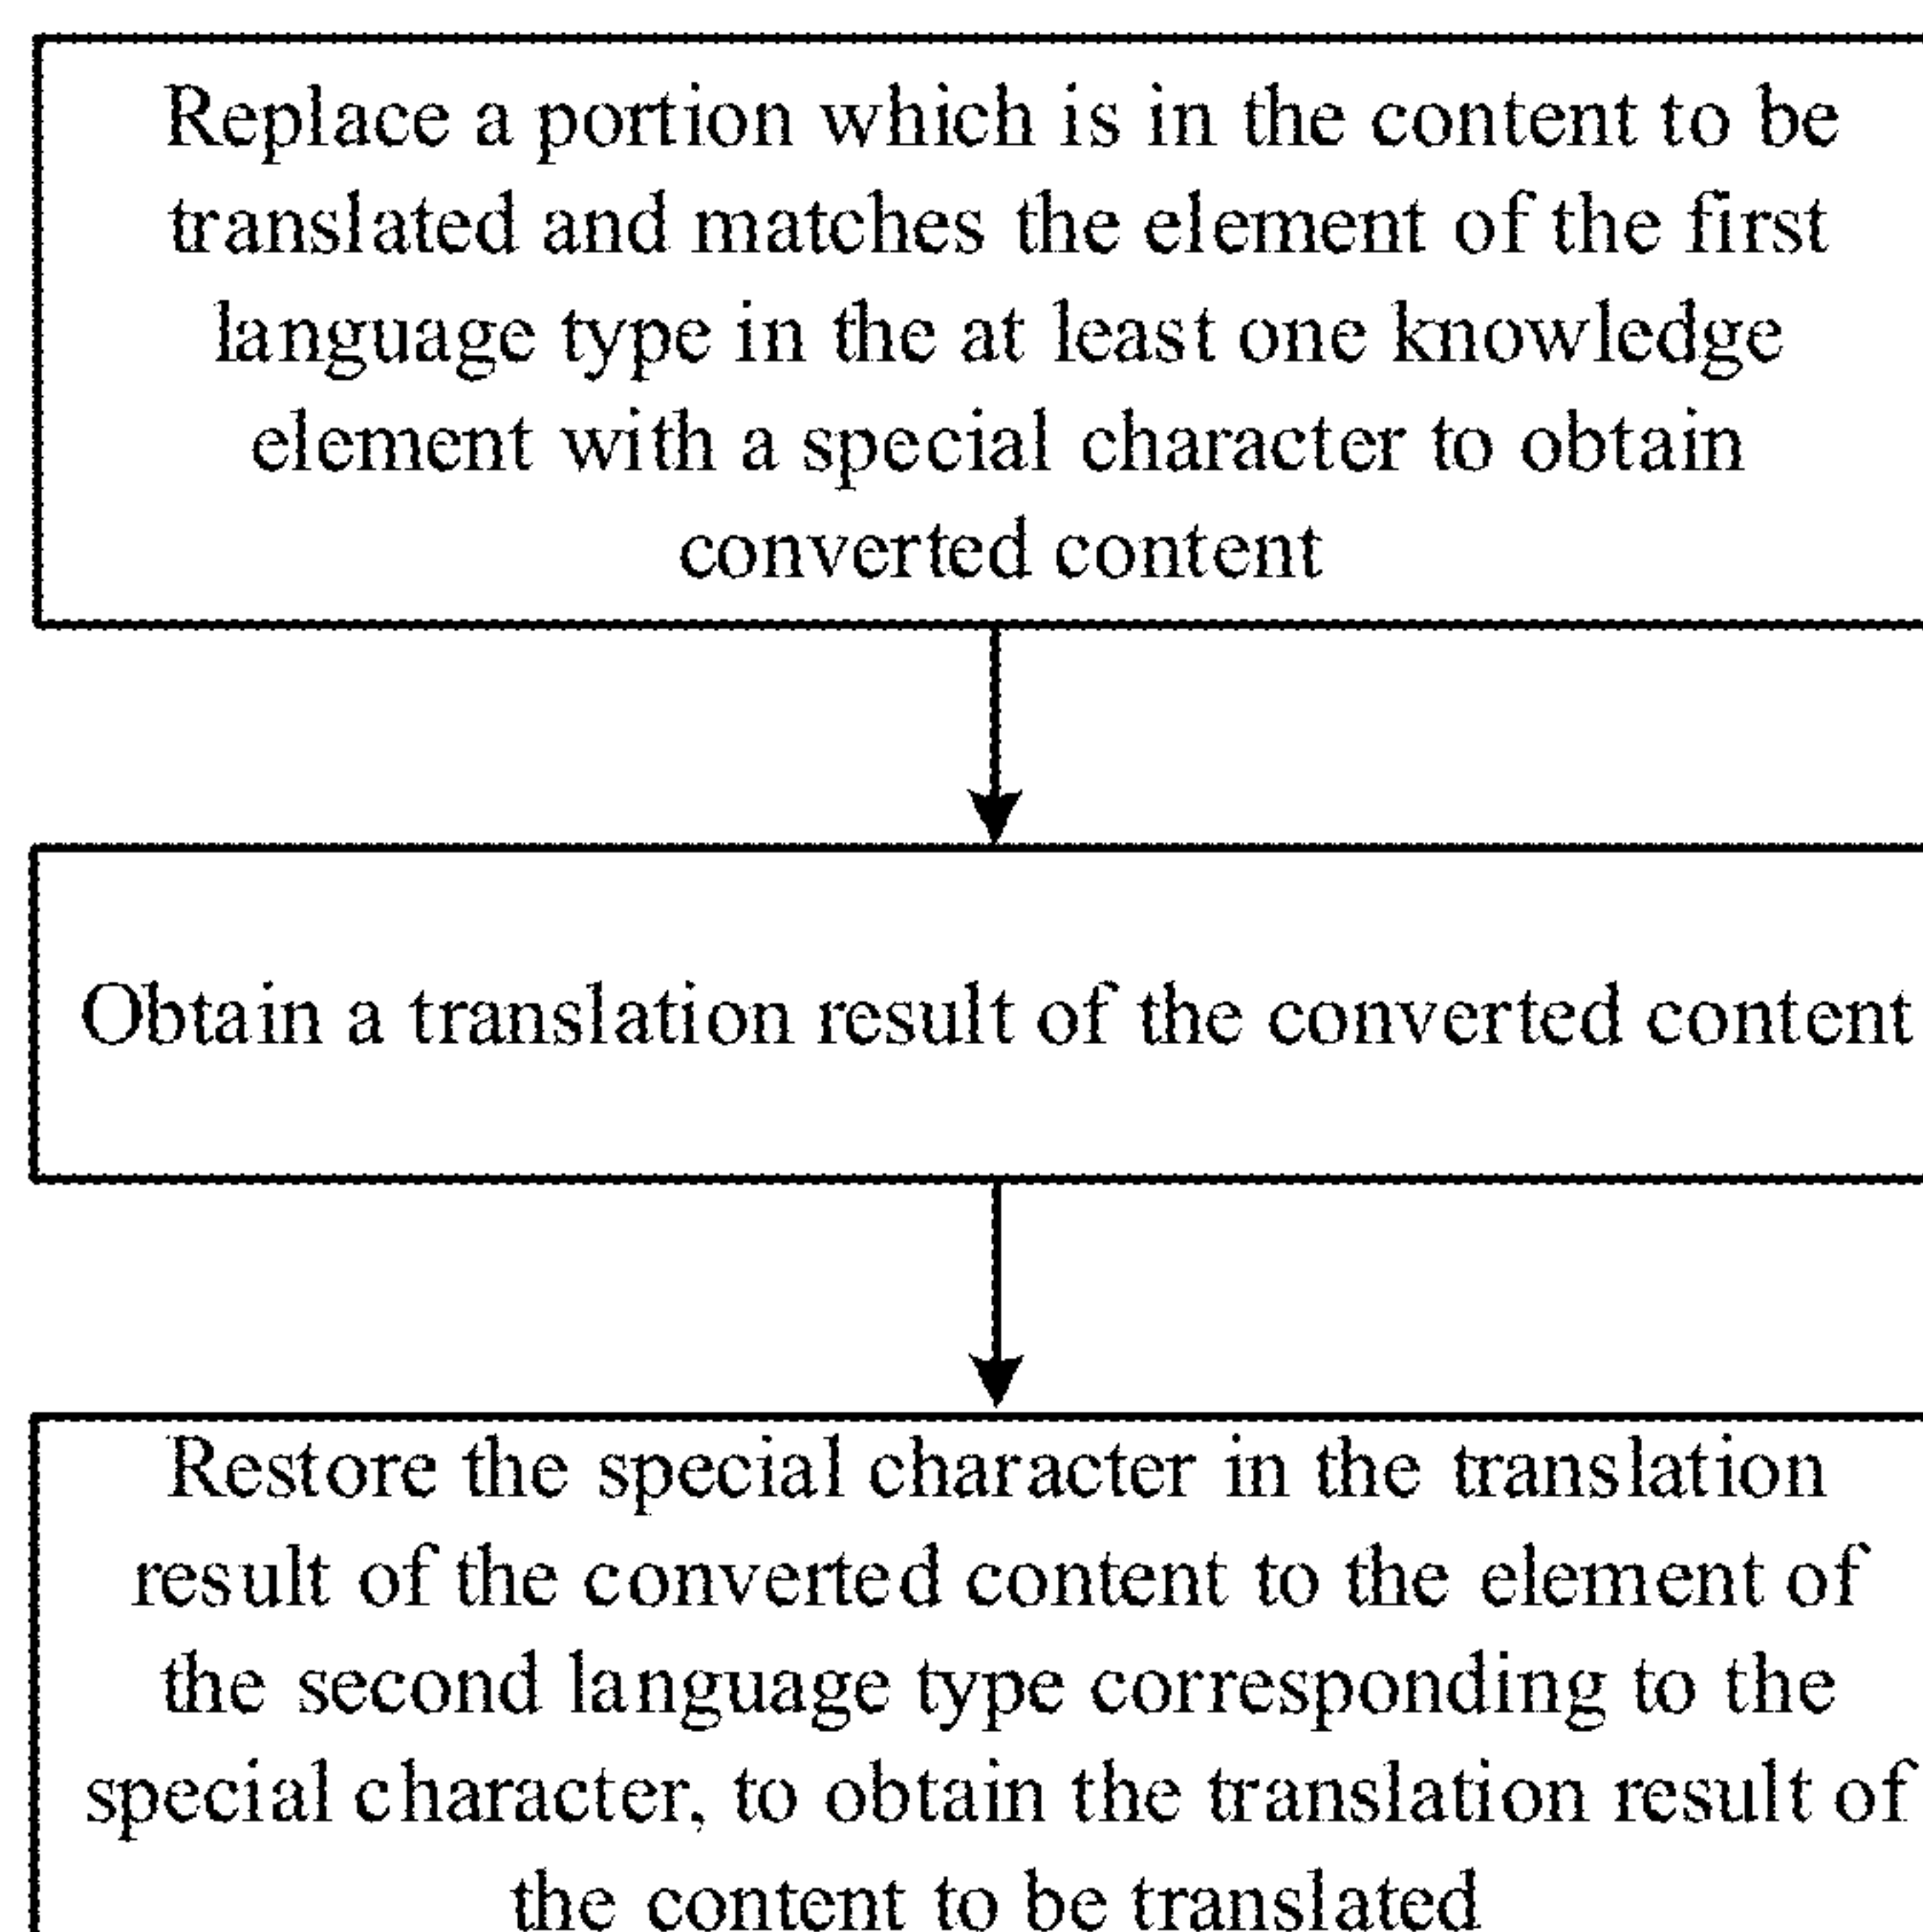 Replace a portion which is in the content to be
translated and matches the element of the first
language type in the at least one knowledge
element with a special character to obtain
converted content
Obtain a translation result of the converted content
Restore the special character in the translation
result of the converted content to the element of
the second language type corresponding to the
special character, to obtain the translation result of
the content to be translated